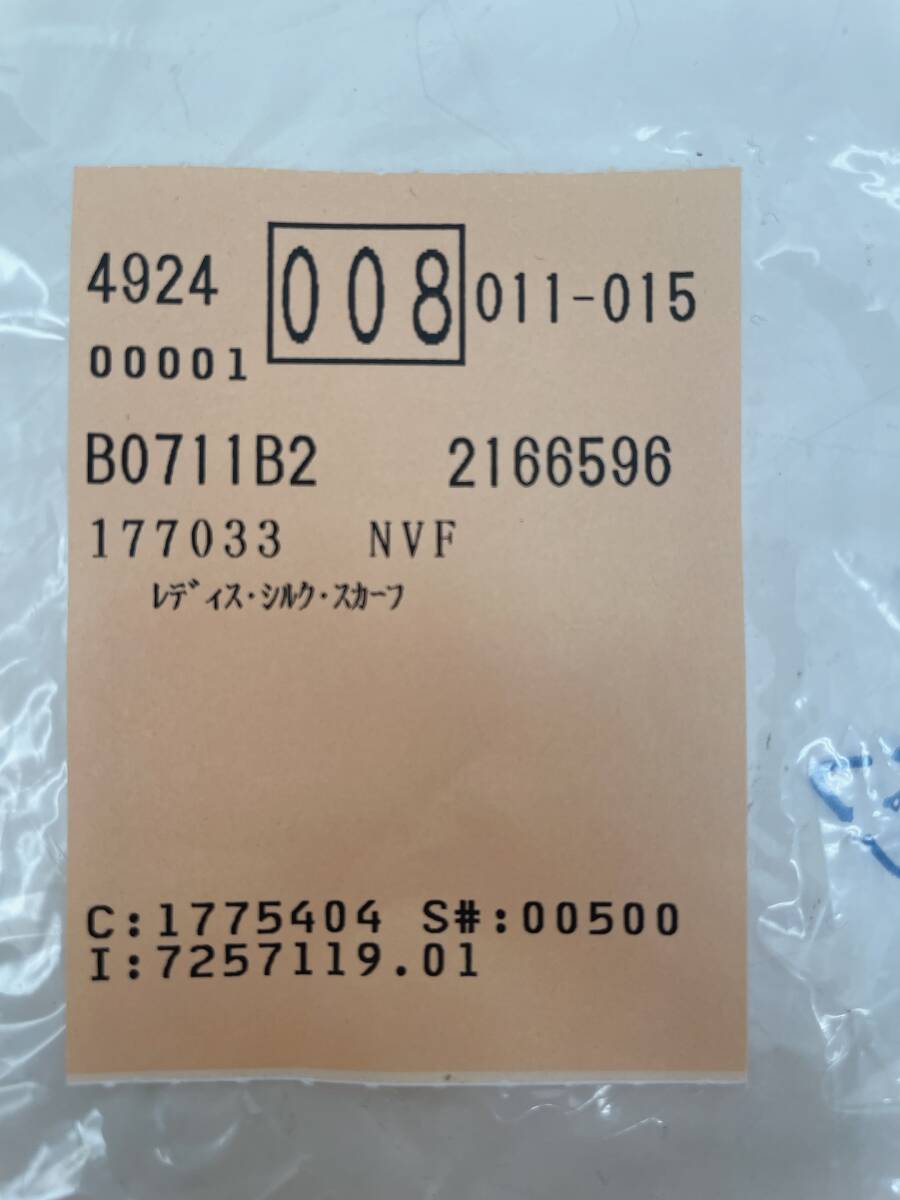 4924 008 011-015
00001
B0711B2 2166596
177033 NVF
ﾚﾃﾞｨｽ・ｼﾙｸ・ｽｶｰﾌ
C:1775404 S#:00500
I:7257119.01